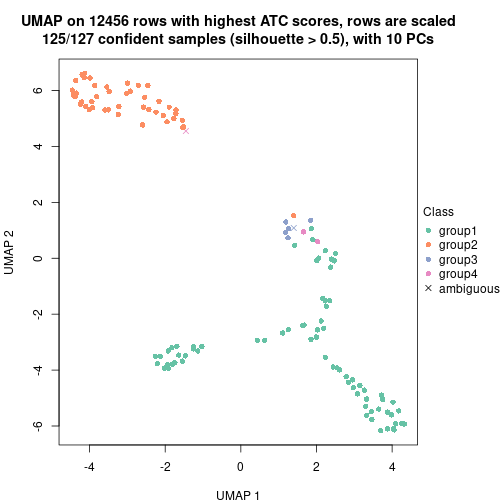 UMAP on 12456 rows with highest ATC scores, rows are scaled
125/127 confident samples (silhouette > 0.5), with 10 PCs
6
4
2
0
-2
-4
-6
UMAP 2
-4
-2
0
2
4
UMAP 1
Class
group1
group2
group3
group4
ambiguous